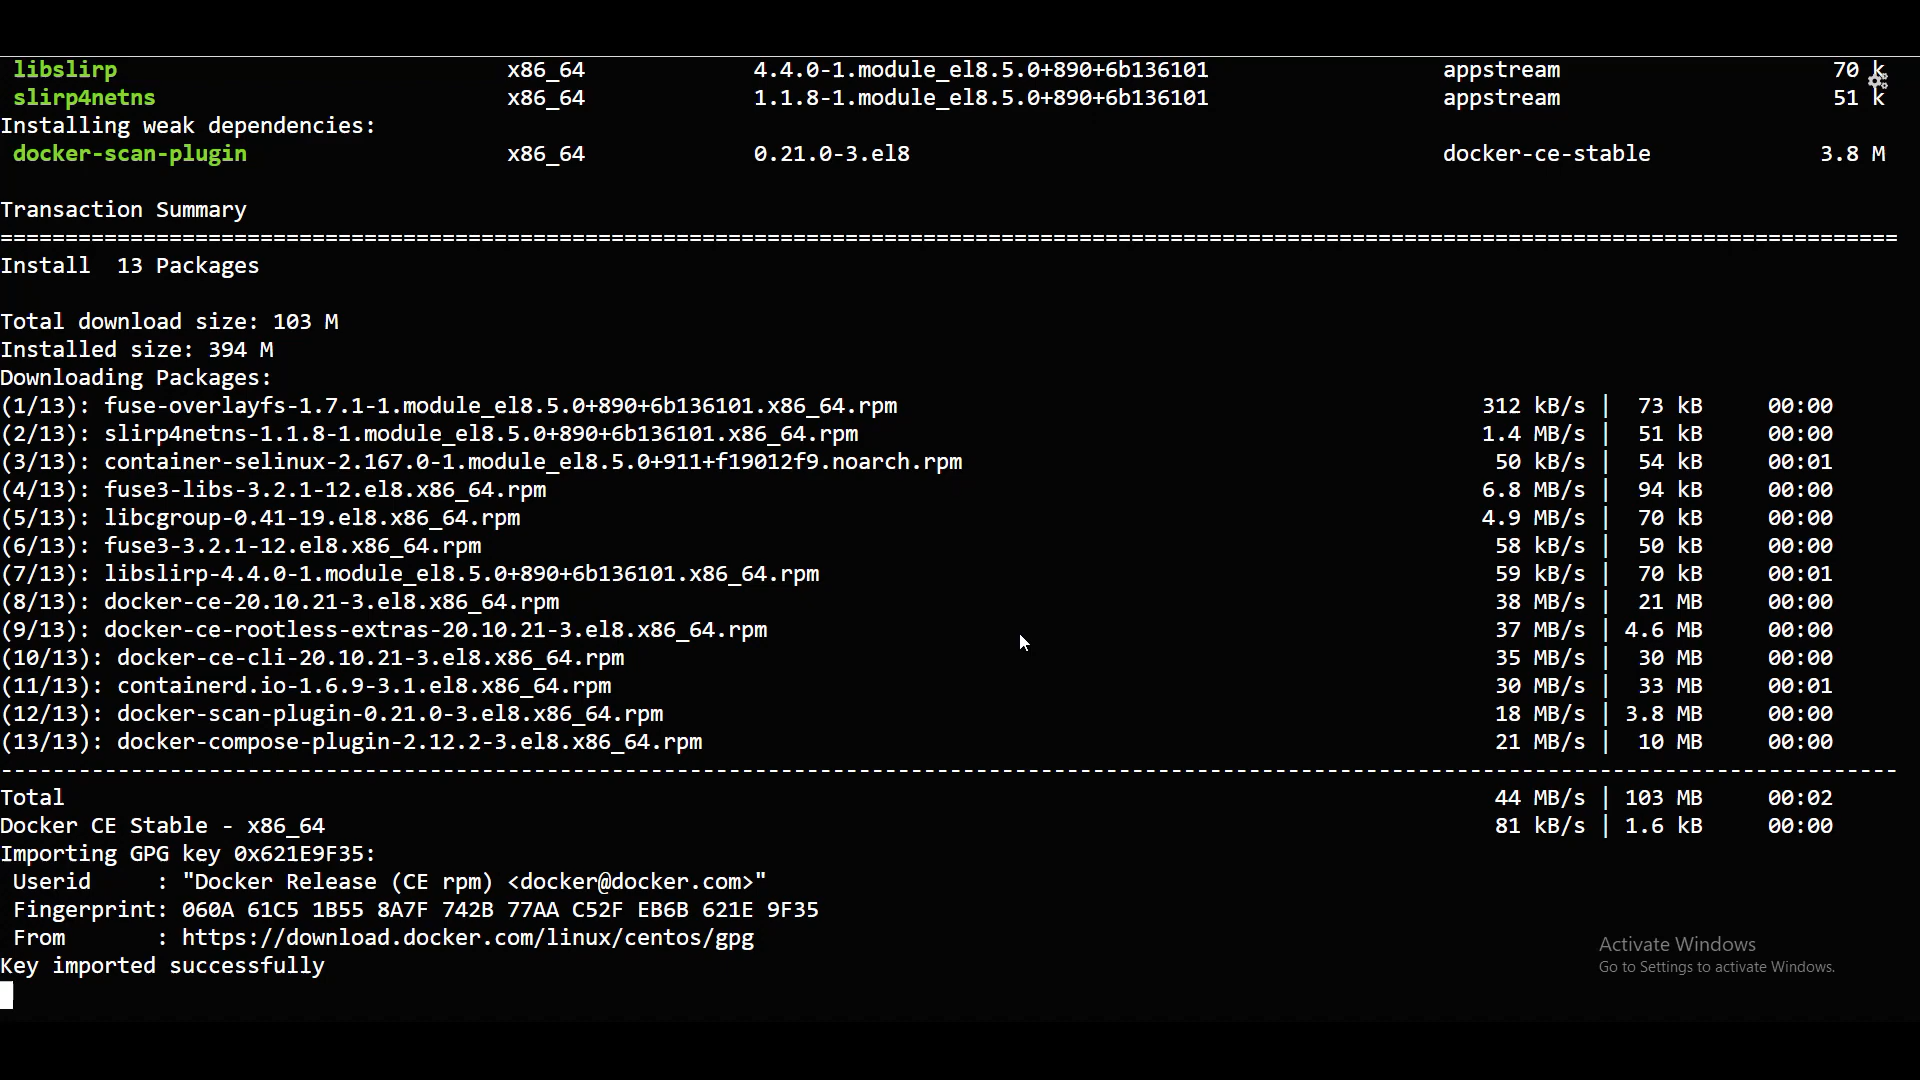 libslirp x86_64 4.4.0-1.module_el8.5.0+890+6b136101 appstream 70 k
slirp4netns x86_64 1.1.8-1.module_el8.5.0+890+6b136101 appstream 51 k
Installing weak dependencies:
docker-scan-plugin x86_64 0.21.0-3.el8 docker-ce-stable 3.8 M
Transaction Summary
==================================================================================================================================================
Install  13 Packages
Total download size: 103 M
Installed size: 394 M
Downloading Packages:
(1/13): fuse-overlayfs-1.7.1-1.module_el8.5.0+890+6b136101.x86_64.rpm 312 kB/s | 73 kB 00:00
(2/13): slirp4netns-1.1.8-1.module_el8.5.0+890+6b136101.x86_64.rpm 1.4 MB/s | 51 kB 00:00
(3/13): container-selinux-2.167.0-1.module_el8.5.0+911+f19012f9.noarch.rpm 50 kB/s | 54 kB 00:01
(4/13): fuse3-libs-3.2.1-12.el8.x86_64.rpm 6.8 MB/s | 94 kB 00:00
(5/13): libcgroup-0.41-19.el8.x86_64.rpm 4.9 MB/s | 70 kB 00:00
(6/13): fuse3-3.2.1-12.el8.x86_64.rpm 58 kB/s | 50 kB 00:00
(7/13): libslirp-4.4.0-1.module_el8.5.0+890+6b136101.x86_64.rpm 59 kB/s | 70 kB 00:01
(8/13): docker-ce-20.10.21-3.el8.x86_64.rpm 38 MB/s | 21 MB 00:00
(9/13): docker-ce-rootless-extras-20.10.21-3.el8.x86_64.rpm 37 MB/s | 4.6 MB 00:00
(10/13): docker-ce-cli-20.10.21-3.el8.x86_64.rpm 35 MB/s | 30 MB 00:00
(11/13): containerd.io-1.6.9-3.1.el8.x86_64.rpm 30 MB/s | 33 MB 00:01
(12/13): docker-scan-plugin-0.21.0-3.el8.x86_64.rpm 18 MB/s | 3.8 MB 00:00
(13/13): docker-compose-plugin-2.12.2-3.el8.x86_64.rpm 21 MB/s | 10 MB 00:00
--------------------------------------------------------------------------------------------------------------------------------------------------
Total 44 MB/s | 103 MB 00:02
Docker CE Stable - x86_64 81 kB/s | 1.6 kB 00:00
Importing GPG key 0x621E9F35:
Userid     : "Docker Release (CE rpm) <docker@docker.com>"
Fingerprint: 060A 61C5 1B55 8A7F 742B 77AA C52F EB6B 621E 9F35
From       : https://download.docker.com/linux/centos/gpg
Key imported successfully
Activate Windows
Go to Settings to activate Windows.